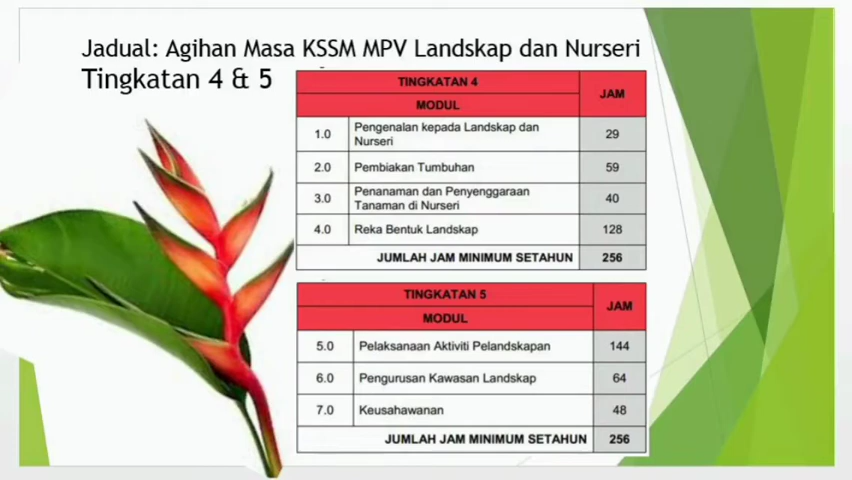 Jadual: Agihan Masa KSSM MPV Landskap dan Nurseri
Tingkatan 4 & 5
TINGKATAN 4
JAM
MODUL
1.0 Pengenalan kepada Landskap dan
Nurseri 29
2.0 Pembiakan Tumbuhan 59
3.0 Penanaman dan Penyenggaraan
Tanaman di Nurseri 40
4.0 Reka Bentuk Landskap 128
JUMLAH JAM MINIMUM SETAHUN 256
TINGKATAN 5
JAM
MODUL
5.0 Pelaksanaan Aktiviti Pelandskapan 144
6.0 Pengurusan Kawasan Landskap 64
7.0 Keusahawanan 48
JUMLAH JAM MINIMUM SETAHUN 256